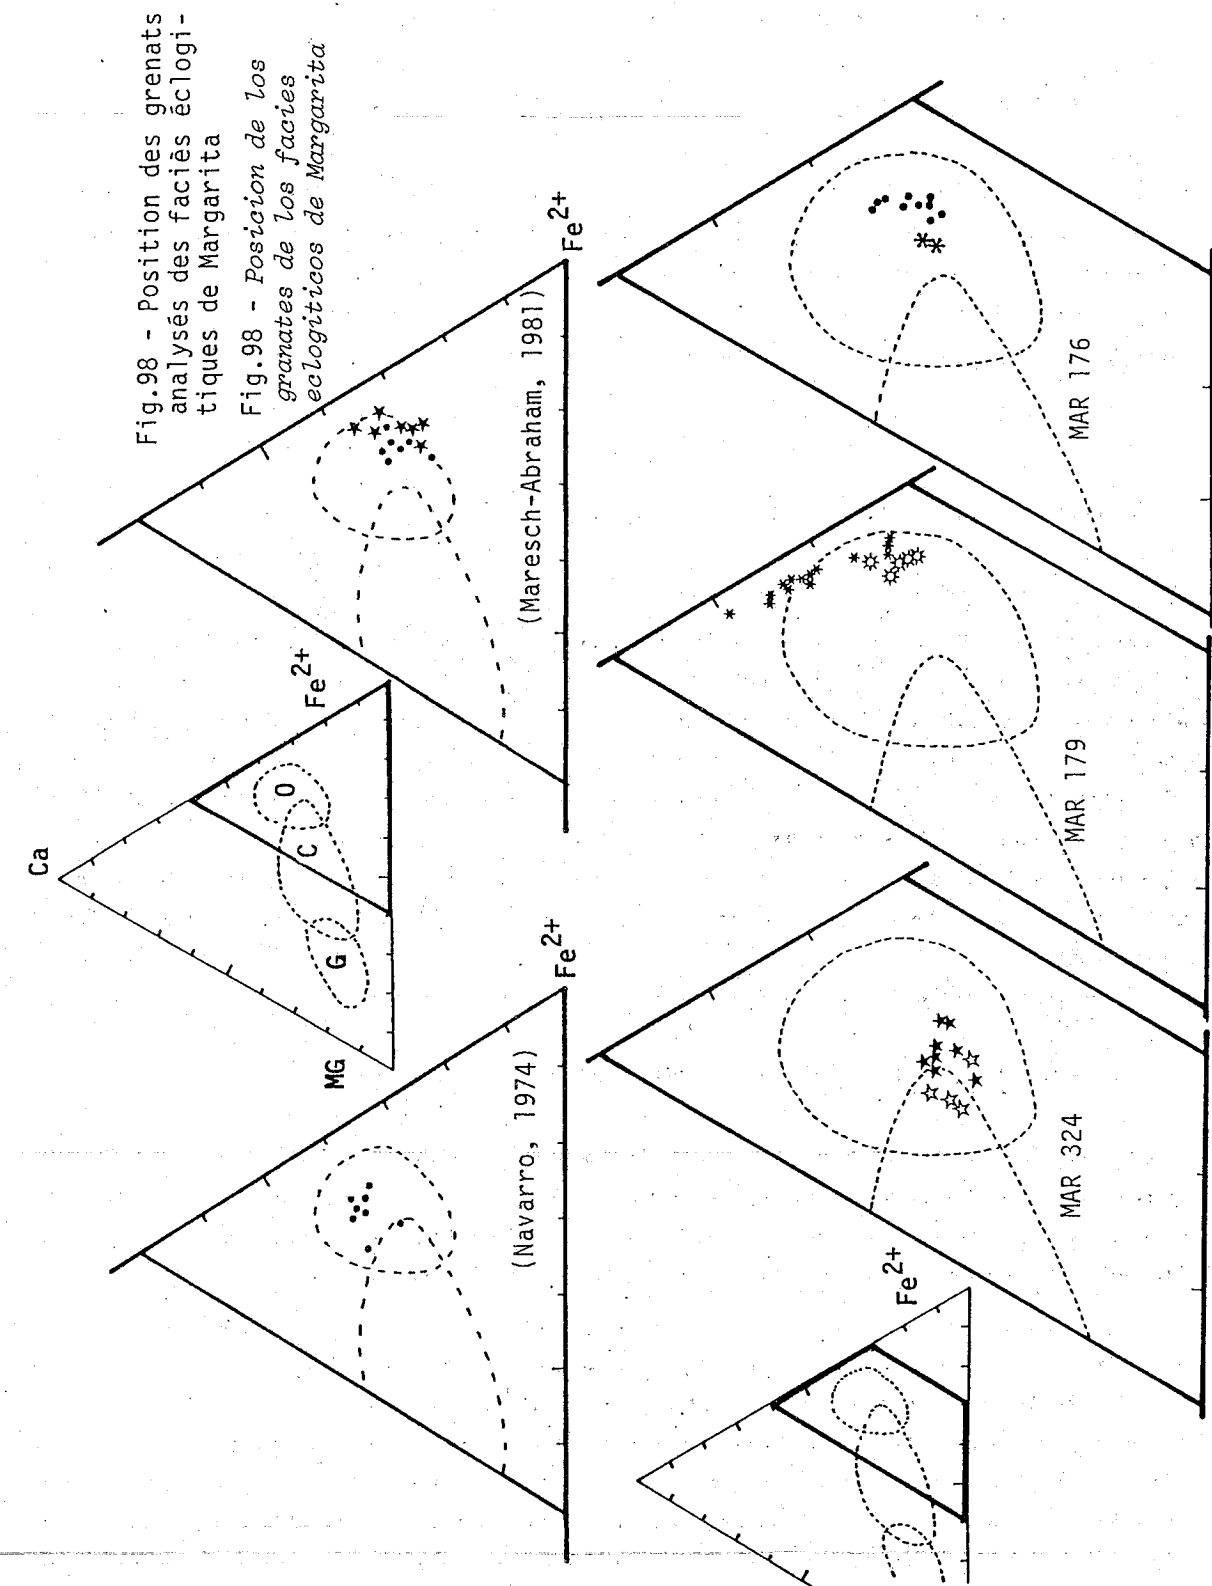 Fig.98 - Position des grenats
analysés des faciès éclogi-
tiques de Margarita
Fig.98 - Posicion de los
granates de los facies
eclogiticos de Margarita
Ca
MG
Fe2+
G
C
O
Fe2+
(Navarro, 1974)
Fe2+
(Maresch-Abraham, 1981)
Fe2+
MAR 324
MAR 179
MAR 176